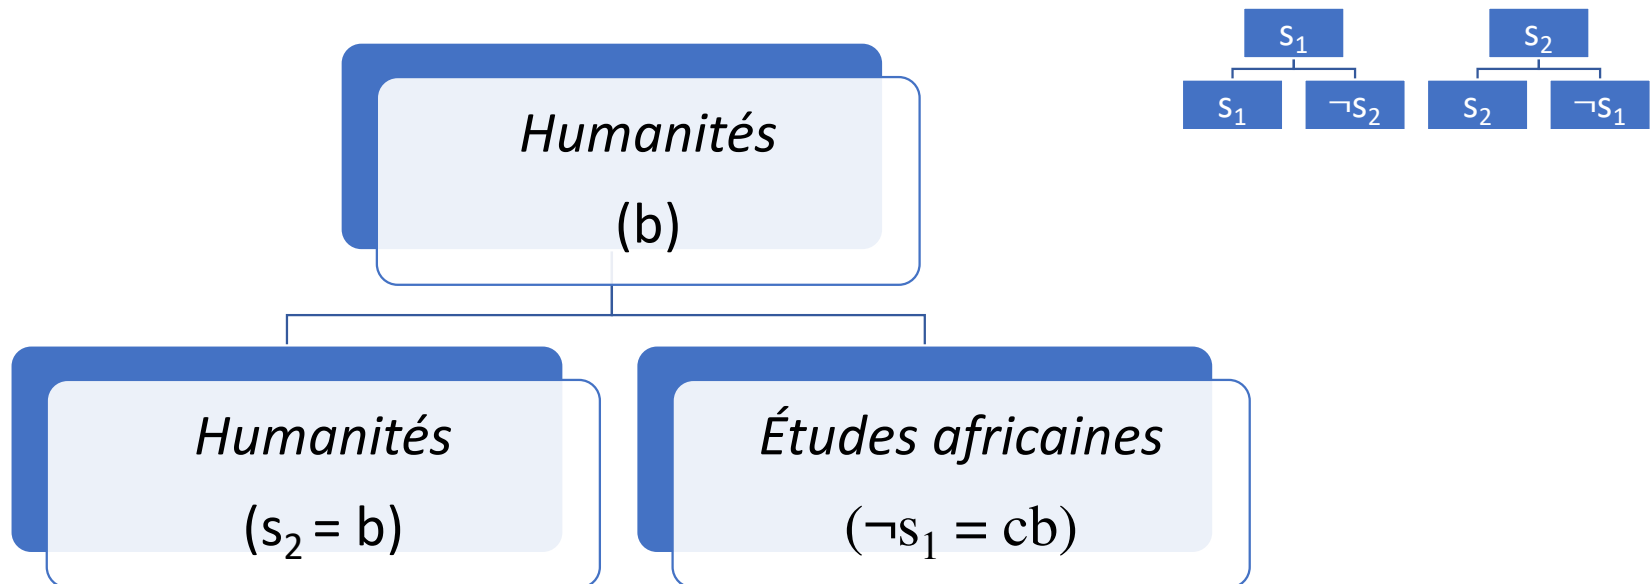 s₁
s₂
s₁
¬s₂
s₂
¬s₁
Humanités
(b)
Humanités
(s₂ = b)
Études africaines
(¬s₁ = cb)